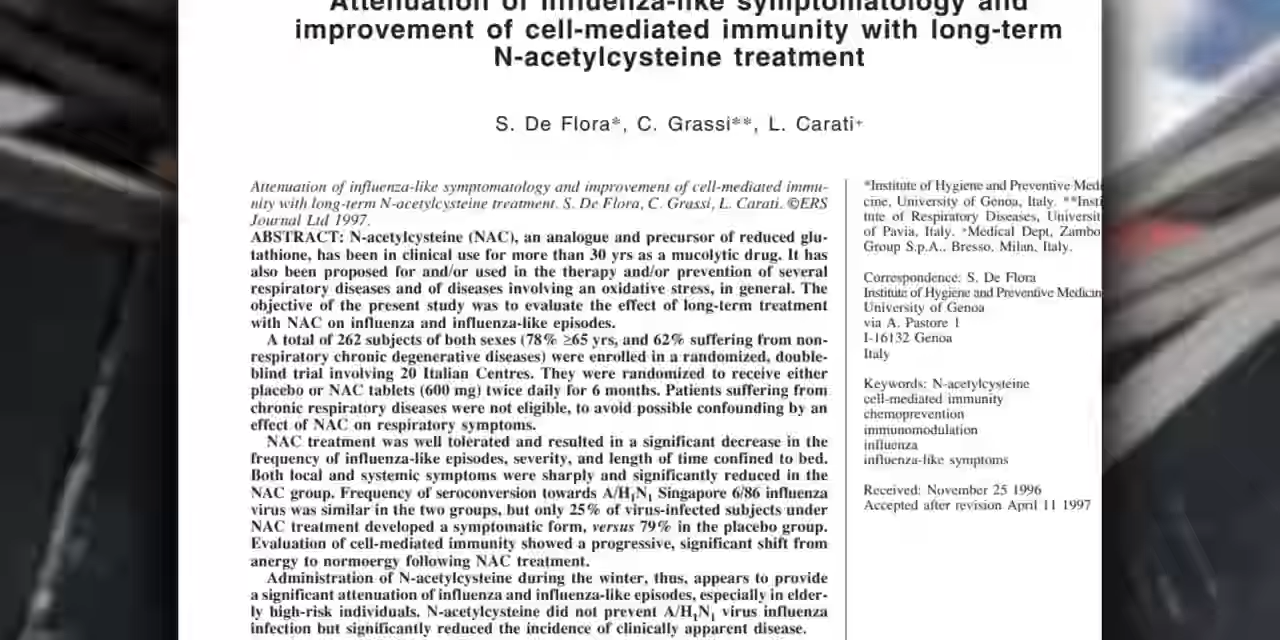 Attenuation of influenza-like symptomatology and
improvement of cell-mediated immunity with long-term
N-acetylcysteine treatment
S. De Flora*, C. Grassi**, L. Carati+
Attenuation of influenza-like symptomatology and improvement of cell-mediated immu-
nity with long-term N-acetylcysteine treatment. S. De Flora, C. Grassi, L. Carati. ©ERS
Journal Ltd 1997.
ABSTRACT: N-acetylcysteine (NAC), an analogue and precursor of reduced glu-
tathione, has been in clinical use for more than 30 yrs as a mucolytic drug. It has
also been proposed for and/or used in the therapy and/or prevention of several
respiratory diseases and of diseases involving an oxidative stress, in general. The
objective of the present study was to evaluate the effect of long-term treatment
with NAC on influenza and influenza-like episodes.
A total of 262 subjects of both sexes (78% ≥65 yrs, and 62% suffering from non-
respiratory chronic degenerative diseases) were enrolled in a randomized, double-
blind trial involving 20 Italian Centres. They were randomized to receive either
placebo or NAC tablets (600 mg) twice daily for 6 months. Patients suffering from
chronic respiratory diseases were not eligible, to avoid possible confounding by an
effect of NAC on respiratory symptoms.
NAC treatment was well tolerated and resulted in a significant decrease in the
frequency of influenza-like episodes, severity, and length of time confined to bed.
Both local and systemic symptoms were sharply and significantly reduced in the
NAC group. Frequency of seroconversion towards A/H₁N₁ Singapore 6/86 influenza
virus was similar in the two groups, but only 25% of virus-infected subjects under
NAC treatment developed a symptomatic form, versus 79% in the placebo group.
Evaluation of cell-mediated immunity showed a progressive, significant shift from
anergy to normoergy following NAC treatment.
Administration of N-acetylcysteine during the winter, thus, appears to provide
a significant attenuation of influenza and influenza-like episodes, especially in elder-
ly high-risk individuals. N-acetylcysteine did not prevent A/H₁N₁ virus influenza
infection but significantly reduced the incidence of clinically apparent disease.
*Institute of Hygiene and Preventive Medi
cine, University of Genoa, Italy. **Insti
tute of Respiratory Diseases, Universit
of Pavia, Italy. +Medical Dept, Zambo
Group S.p.A., Bresso, Milan, Italy.
Correspondence: S. De Flora
Institute of Hygiene and Preventive Medicin
University of Genoa
via A. Pastore 1
I-16132 Genoa
Italy
Keywords: N-acetylcysteine
cell-mediated immunity
chemoprevention
immunomodulation
influenza
influenza-like symptoms
Received: November 25 1996
Accepted after revision April 11 1997